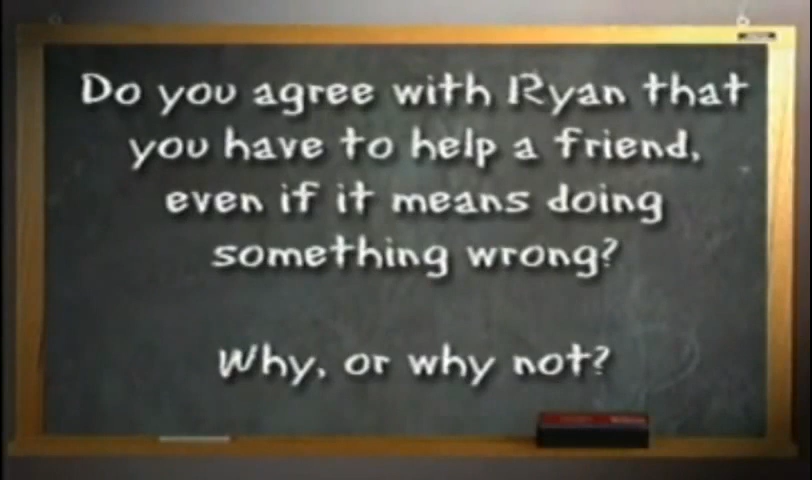 Do you agree with Ryan that
you have to help a friend,
even if it means doing
something wrong?
Why, or why not?